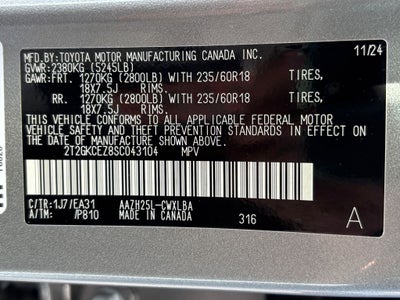 MFD.BY:TOYOTA MOTOR MANUFACTURING CANADA INC. 11/24
GVWR:2380KG (5245LB)
GAWR:FRT. 1270KG (2800LB) WITH 235/60R18 TIRES,
18X7.5J RIMS.
RR. 1270KG (2800LB) WITH 235/60R18 TIRES,
18X7.5J RIMS.
THIS VEHICLE CONFORMS TO ALL APPLICABLE FEDERAL MOTOR
VEHICLE SAFETY AND THEFT PREVENTION STANDARDS IN EFFECT ON
THE DATE OF MANUFACTURE SHOWN ABOVE.
2T2GKCEZ8SC043104 MPV
C/TR:1J7/EA31 AAZH25L-CWXLBA
A/TM: /P810 MADE IN CANADA 316 A